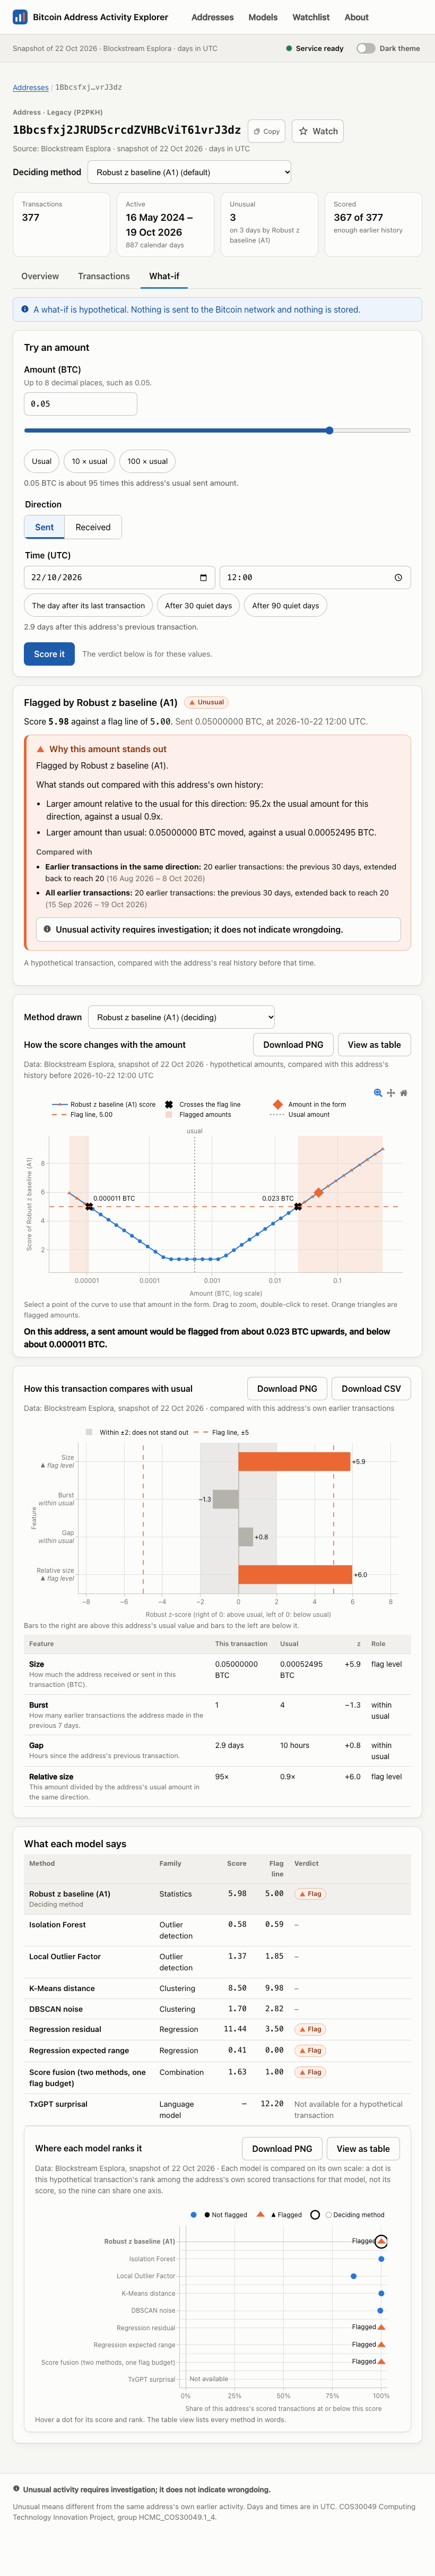 Bitcoin Address Activity Explorer
Addresses
Models
Watchlist
About
Snapshot of 22 Oct 2026 · Blockstream Esplora · days in UTC
Service ready
Dark theme
Addresses / 1Bbcsfxj…vrJ3dz
Address · Legacy (P2PKH)
1Bbcsfxj2JRUD5crcdZVHBcViT61vrJ3dz
Copy
Watch
Source: Blockstream Esplora · snapshot of 22 Oct 2026 · days in UTC
Deciding method
Robust z baseline (A1) (default)
Transactions
377
Active
16 May 2024 –
19 Oct 2026
887 calendar days
Unusual
3
on 3 days by Robust z
baseline (A1)
Scored
367 of 377
enough earlier history
Overview
Transactions
What-if
A what-if is hypothetical. Nothing is sent to the Bitcoin network and nothing is stored.
Try an amount
Amount (BTC)
Up to 8 decimal places, such as 0.05.
0.05
Usual
10 × usual
100 × usual
0.05 BTC is about 95 times this address's usual sent amount.
Direction
Sent
Received
Time (UTC)
22/10/2026
12:00
The day after its last transaction
After 30 quiet days
After 90 quiet days
2.9 days after this address's previous transaction.
Score it
The verdict below is for these values.
Flagged by Robust z baseline (A1)
Unusual
Score 5.98 against a flag line of 5.00. Sent 0.05000000 BTC, at 2026-10-22 12:00 UTC.
Why this amount stands out
Flagged by Robust z baseline (A1).
What stands out compared with this address's own history:
• Larger amount relative to the usual for this direction: 95.2x the usual amount for this
direction, against a usual 0.9x.
• Larger amount than usual: 0.05000000 BTC moved, against a usual 0.00052495 BTC.
Compared with
• Earlier transactions in the same direction: 20 earlier transactions: the previous 30 days, extended
back to reach 20 (16 Aug 2026 – 8 Oct 2026)
• All earlier transactions: 20 earlier transactions: the previous 30 days, extended back to reach 20
(15 Sep 2026 – 19 Oct 2026)
Unusual activity requires investigation; it does not indicate wrongdoing.
A hypothetical transaction, compared with the address's real history before that time.
Method drawn
Robust z baseline (A1) (deciding)
How the score changes with the amount
Download PNG
View as table
Data: Blockstream Esplora, snapshot of 22 Oct 2026 · hypothetical amounts, compared with this address's
history before 2026-10-22 12:00 UTC
Robust z baseline (A1) score
Crosses the flag line
Amount in the form
Flag line, 5.00
Flagged amounts
Usual amount
usual
Score of Robust z baseline (A1)
8
6
4
2
0.000011 BTC
0.023 BTC
0.00001
0.0001
0.001
0.01
0.1
Amount (BTC, log scale)
Select a point of the curve to use that amount in the form. Drag to zoom, double-click to reset. Orange triangles are
flagged amounts.
On this address, a sent amount would be flagged from about 0.023 BTC upwards, and below
about 0.000011 BTC.
How this transaction compares with usual
Download PNG
Download CSV
Data: Blockstream Esplora, snapshot of 22 Oct 2026 · compared with this address's own earlier transactions
Within ±2: does not stand out
Flag line, ±5
Feature
Size
▲ flag level
+5.9
Burst
within usual
−1.3
Gap
within usual
+0.8
Relative size
▲ flag level
+6.0
−8
−6
−4
−2
0
2
4
6
8
Robust z-score (right of 0: above usual, left of 0: below usual)
Bars to the right are above this address's usual value and bars to the left are below it.
Feature
This transaction
Usual
z
Role
Size
How much the address received or sent in this
transaction (BTC).
0.05000000
BTC
0.00052495
BTC
+5.9
flag level
Burst
How many earlier transactions the address made in the
previous 7 days.
1
4
−1.3
within
usual
Gap
Hours since the address's previous transaction.
2.9 days
10 hours
+0.8
within
usual
Relative size
This amount divided by the address's usual amount in
the same direction.
95×
0.9×
+6.0
flag level
What each model says
Method
Family
Score
Flag
line
Verdict
Robust z baseline (A1)
Deciding method
Statistics
5.98
5.00
Flag
Isolation Forest
Outlier
detection
0.58
0.59
–
Local Outlier Factor
Outlier
detection
1.37
1.85
–
K-Means distance
Clustering
8.50
9.98
–
DBSCAN noise
Clustering
1.70
2.82
–
Regression residual
Regression
11.44
3.50
Flag
Regression expected range
Regression
0.41
0.00
Flag
Score fusion (two methods, one
flag budget)
Combination
1.63
1.00
Flag
TxGPT surprisal
Language
model
–
12.20
Not available for a hypothetical
transaction
Where each model ranks it
Download PNG
View as table
Data: Blockstream Esplora, snapshot of 22 Oct 2026 · Each model is compared on its own scale: a dot is
this hypothetical transaction's rank among the address's own scored transactions for that model, not its
score, so the nine can share one axis.
● Not flagged
▲ Flagged
◯ Deciding method
Robust z baseline (A1)
Flagged
Isolation Forest
Local Outlier Factor
K-Means distance
DBSCAN noise
Regression residual
Flagged
Regression expected range
Flagged
Score fusion (two methods, one flag budget)
Flagged
TxGPT surprisal
Not available
0%
25%
50%
75%
100%
Share of this address's scored transactions at or below this score
Hover a dot for its score and rank. The table view lists every method in words.
Unusual activity requires investigation; it does not indicate wrongdoing.
Unusual means different from the same address's own earlier activity. Days and times are in UTC. COS30049 Computing
Technology Innovation Project, group HCMC_COS30049.1_4.